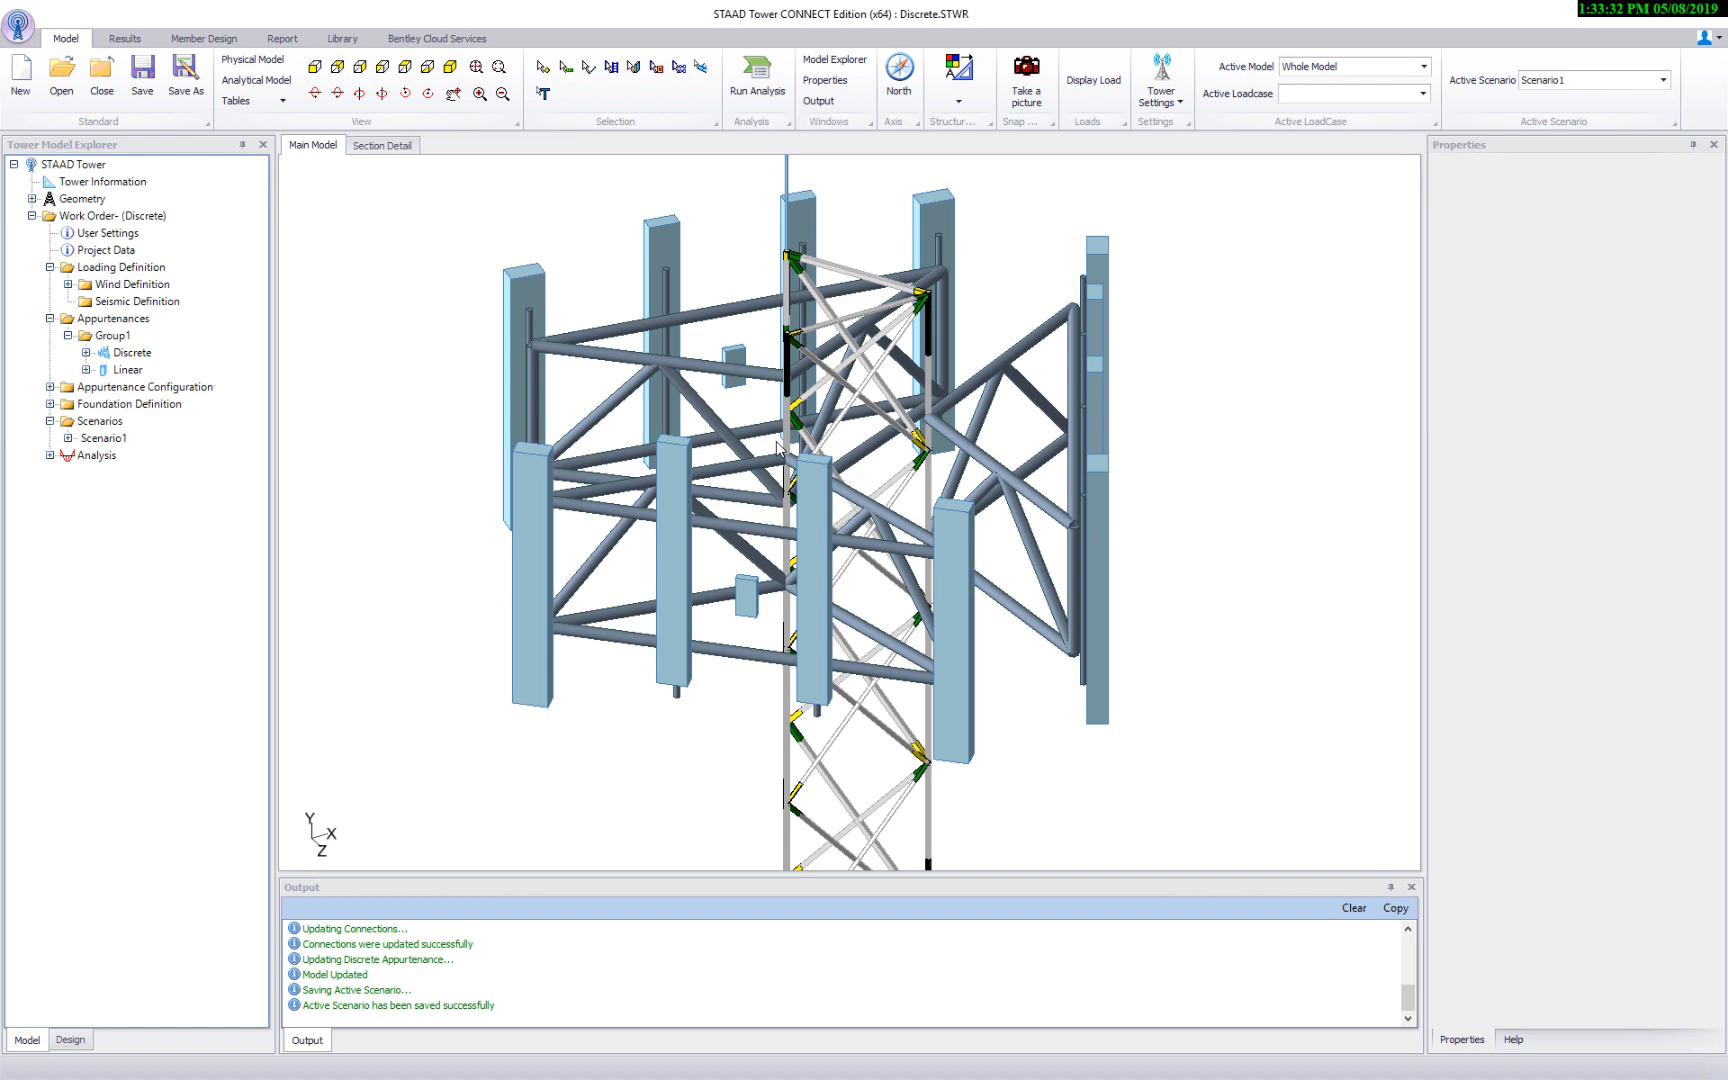 STAAD Tower CONNECT Edition (x64) : Discrete.STWR
1:33:32 PM 05/08/2019
Model
Results
Member Design
Report
Library
Bentley Cloud Services
New
Open
Close
Save
Save As
Standard
Physical Model
Analytical Model
Tables
View
Selection
Run Analysis
Analysis
Model Explorer
Properties
Output
Windows
North
Axis
Structur...
Take a
picture
Snap ...
Display Load
Loads
Tower
Settings
Settings
Active Model
Whole Model
Active Loadcase
Active LoadCase
Active Scenario
Scenario1
Active Scenario
Tower Model Explorer
STAAD Tower
Tower Information
Geometry
Work Order- (Discrete)
User Settings
Project Data
Loading Definition
Wind Definition
Seismic Definition
Appurtenances
Group1
Discrete
Linear
Appurtenance Configuration
Foundation Definition
Scenarios
Scenario1
Analysis
Model
Design
Main Model
Section Detail
Y
X
Z
Output
Clear
Copy
Updating Connections...
Connections were updated successfully
Updating Discrete Appurtenance...
Model Updated
Saving Active Scenario...
Active Scenario has been saved successfully
Output
Properties
Properties
Help